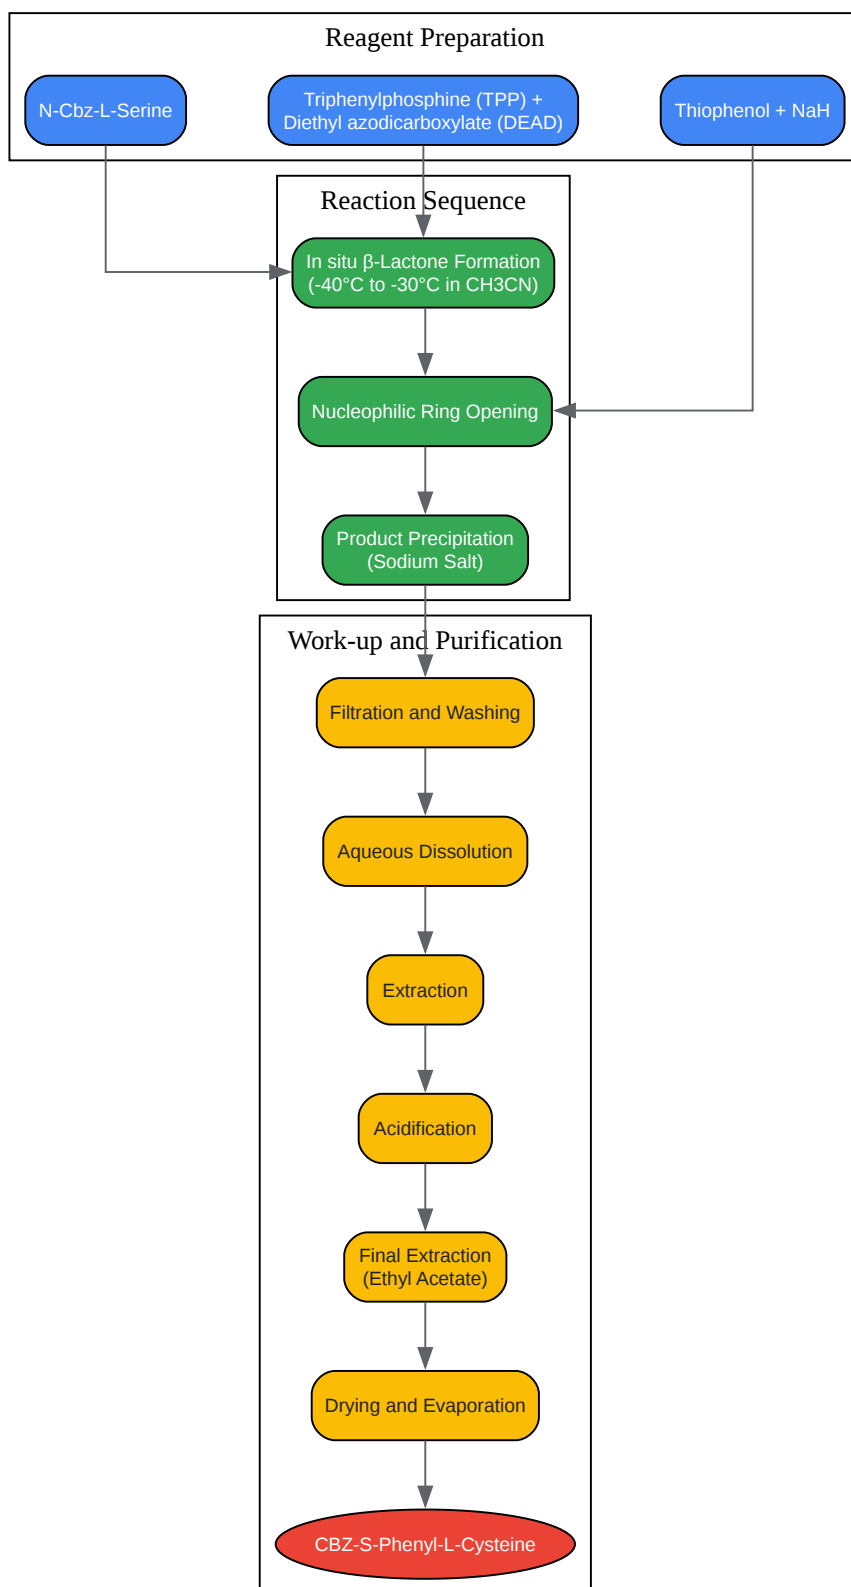 Reagent Preparation
N-Cbz-L-Serine
Triphenylphosphine (TPP) +
Diethyl azodicarboxylate (DEAD)
Thiophenol + NaH
Reaction Sequence
In situ β-Lactone Formation
(-40°C to -30°C in CH3CN)
Nucleophilic Ring Opening
Product Precipitation
(Sodium Salt)
Work-up and Purification
Filtration and Washing
Aqueous Dissolution
Extraction
Acidification
Final Extraction
(Ethyl Acetate)
Drying and Evaporation
CBZ-S-Phenyl-L-Cysteine